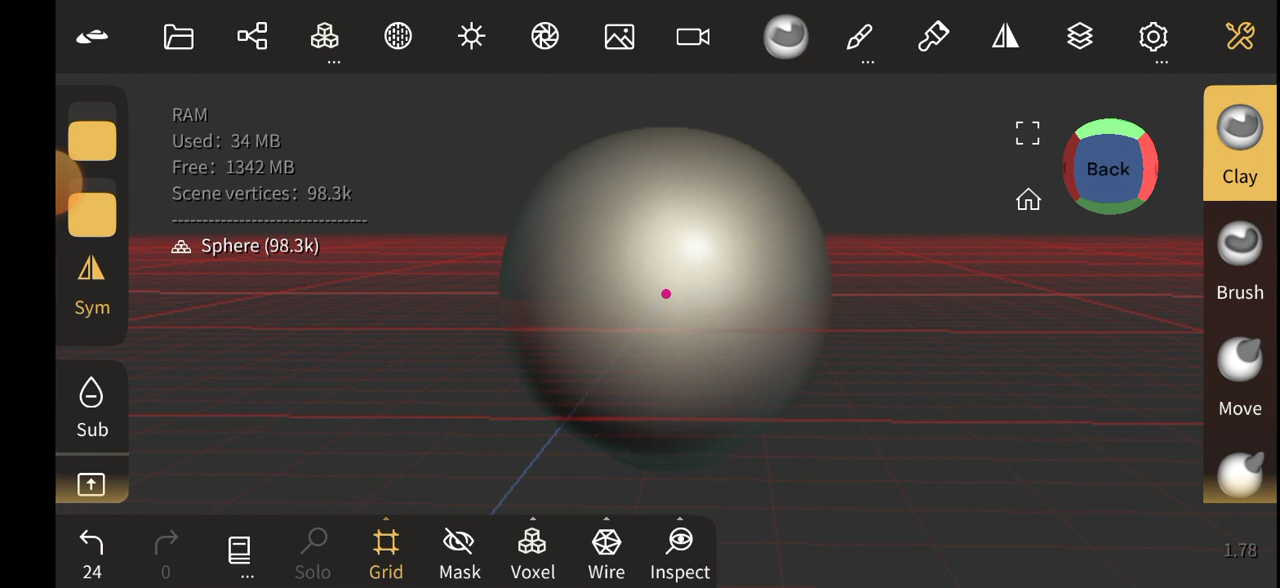 RAM
Used: 34 MB
Free: 1342 MB
Scene vertices: 98.3k
-------------------------------
Sphere (98.3k)
Back
Sym
Sub
Clay
Brush
Move
24
0
...
Solo
Grid
Mask
Voxel
Wire
Inspect
1.78